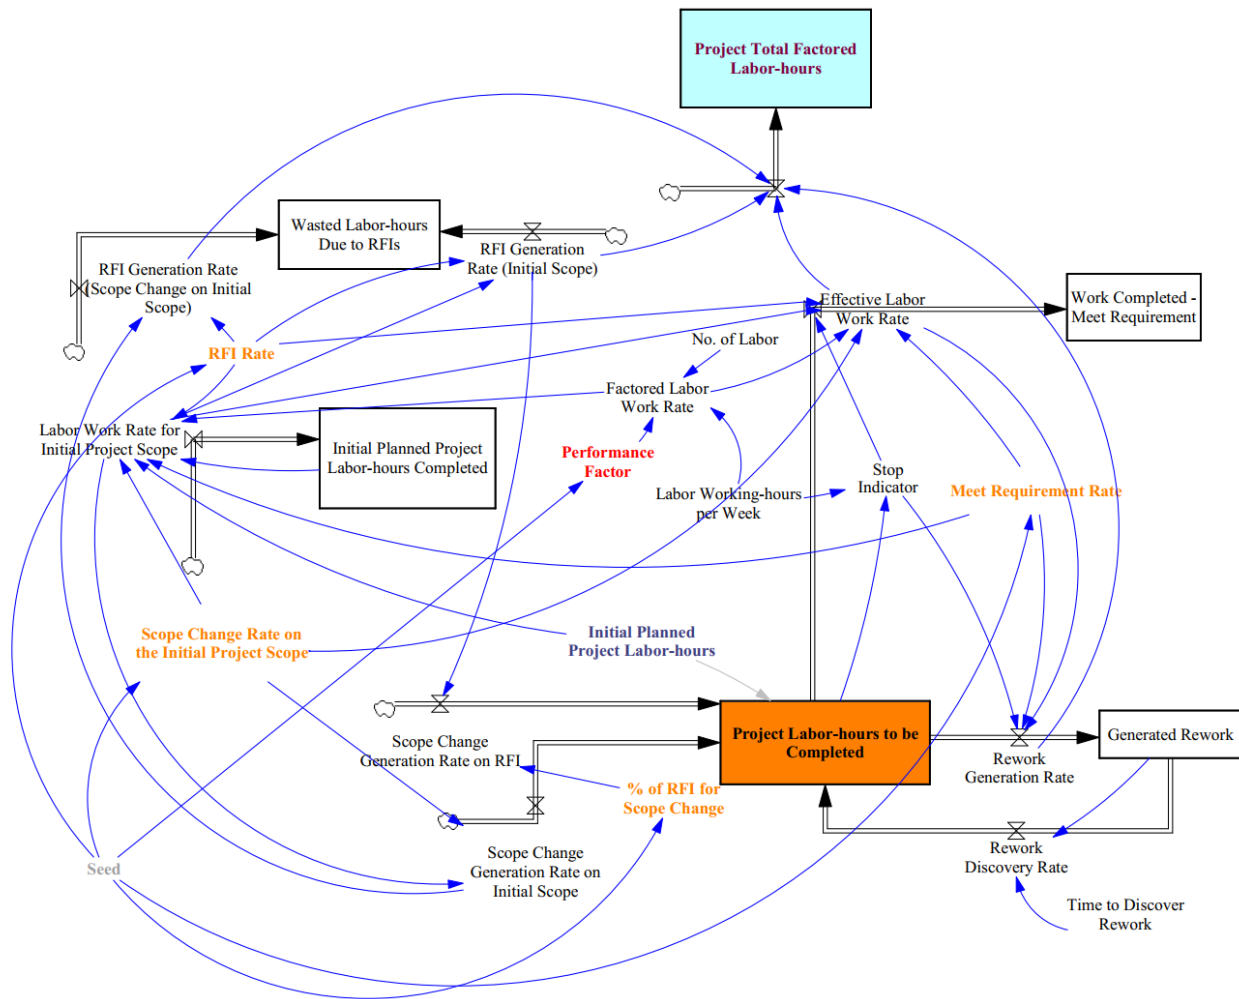 Project Total Factored
Labor-hours
Wasted Labor-hours
Due to RFIs
RFI Generation
Rate (Initial Scope)
RFI Generation Rate
(Scope Change on Initial
Scope)
Effective Labor
Work Rate
Work Completed -
Meet Requirement
RFI Rate
No. of Labor
Factored Labor
Work Rate
Labor Work Rate for
Initial Project Scope
Initial Planned Project
Labor-hours Completed
Performance
Factor
Labor Working-hours
per Week
Stop
Indicator
Meet Requirement Rate
Scope Change Rate on
the Initial Project Scope
Initial Planned
Project Labor-hours
Scope Change
Generation Rate on RFI
Project Labor-hours to be
Completed
Rework
Generation Rate
Generated Rework
% of RFI for
Scope Change
Seed
Scope Change
Generation Rate on
Initial Scope
Rework
Discovery Rate
Time to Discover
Rework